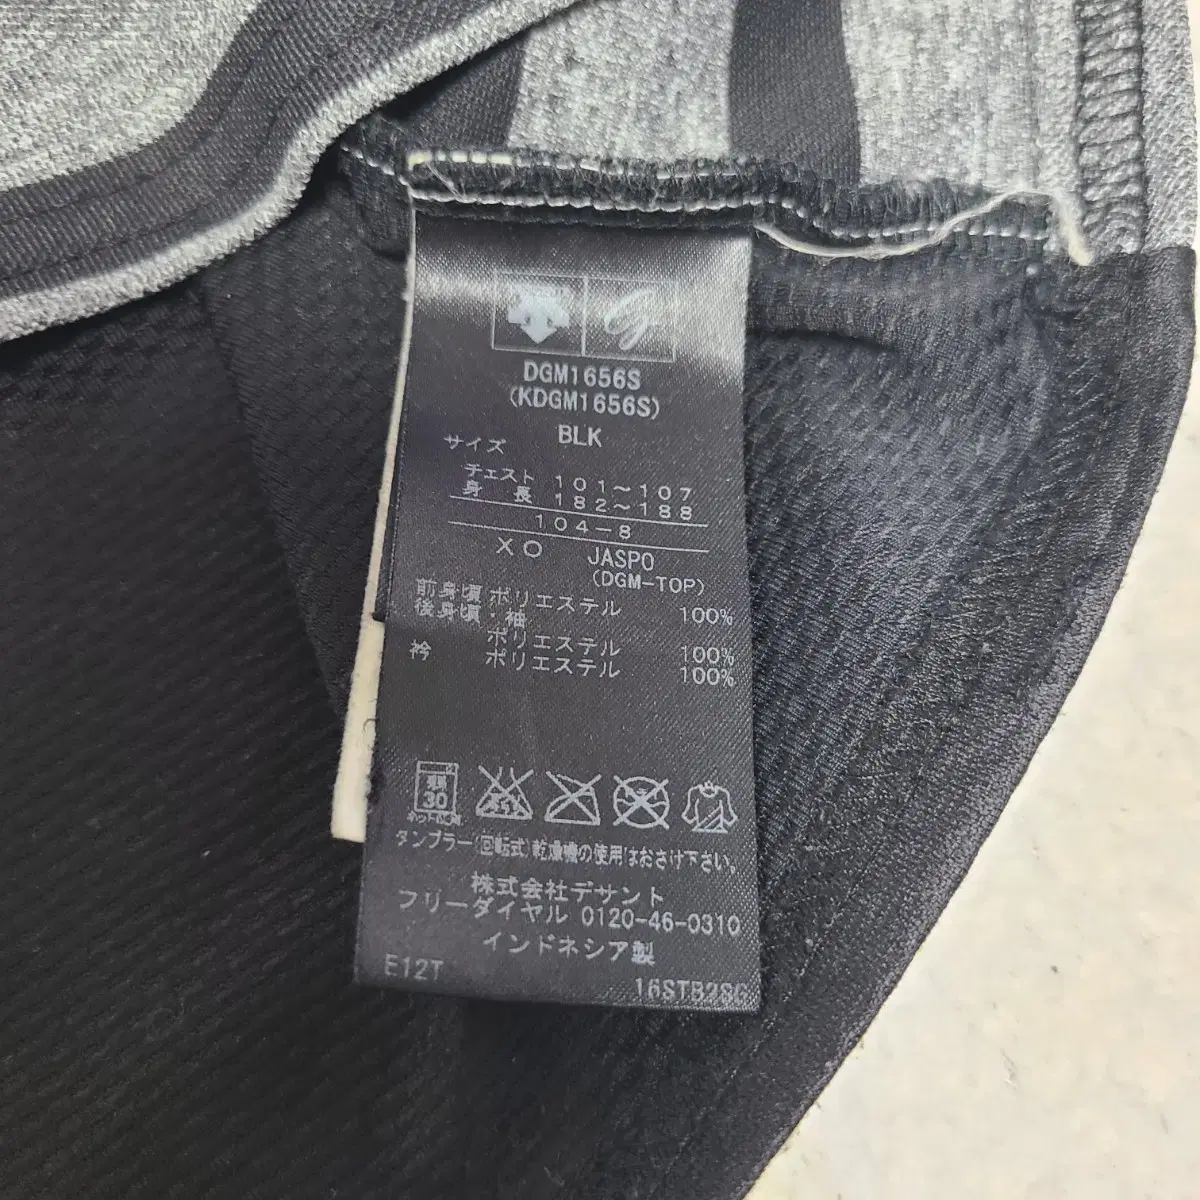 DGM1656S
(KDGM1656S)
BLK
サイズ
チェスト 101～107
身長 182～188
104-8
XO JASPO
(DGM-TOP)
前身頃 ポリエステル 100%
後身頃・袖
ポリエステル 100%
衿 ポリエステル 100%
30
タンブラー(回転式)乾燥機の使用はおさけ下さい。
株式会社デサント
フリーダイヤル 0120-46-0310
インドネシア製
E12T